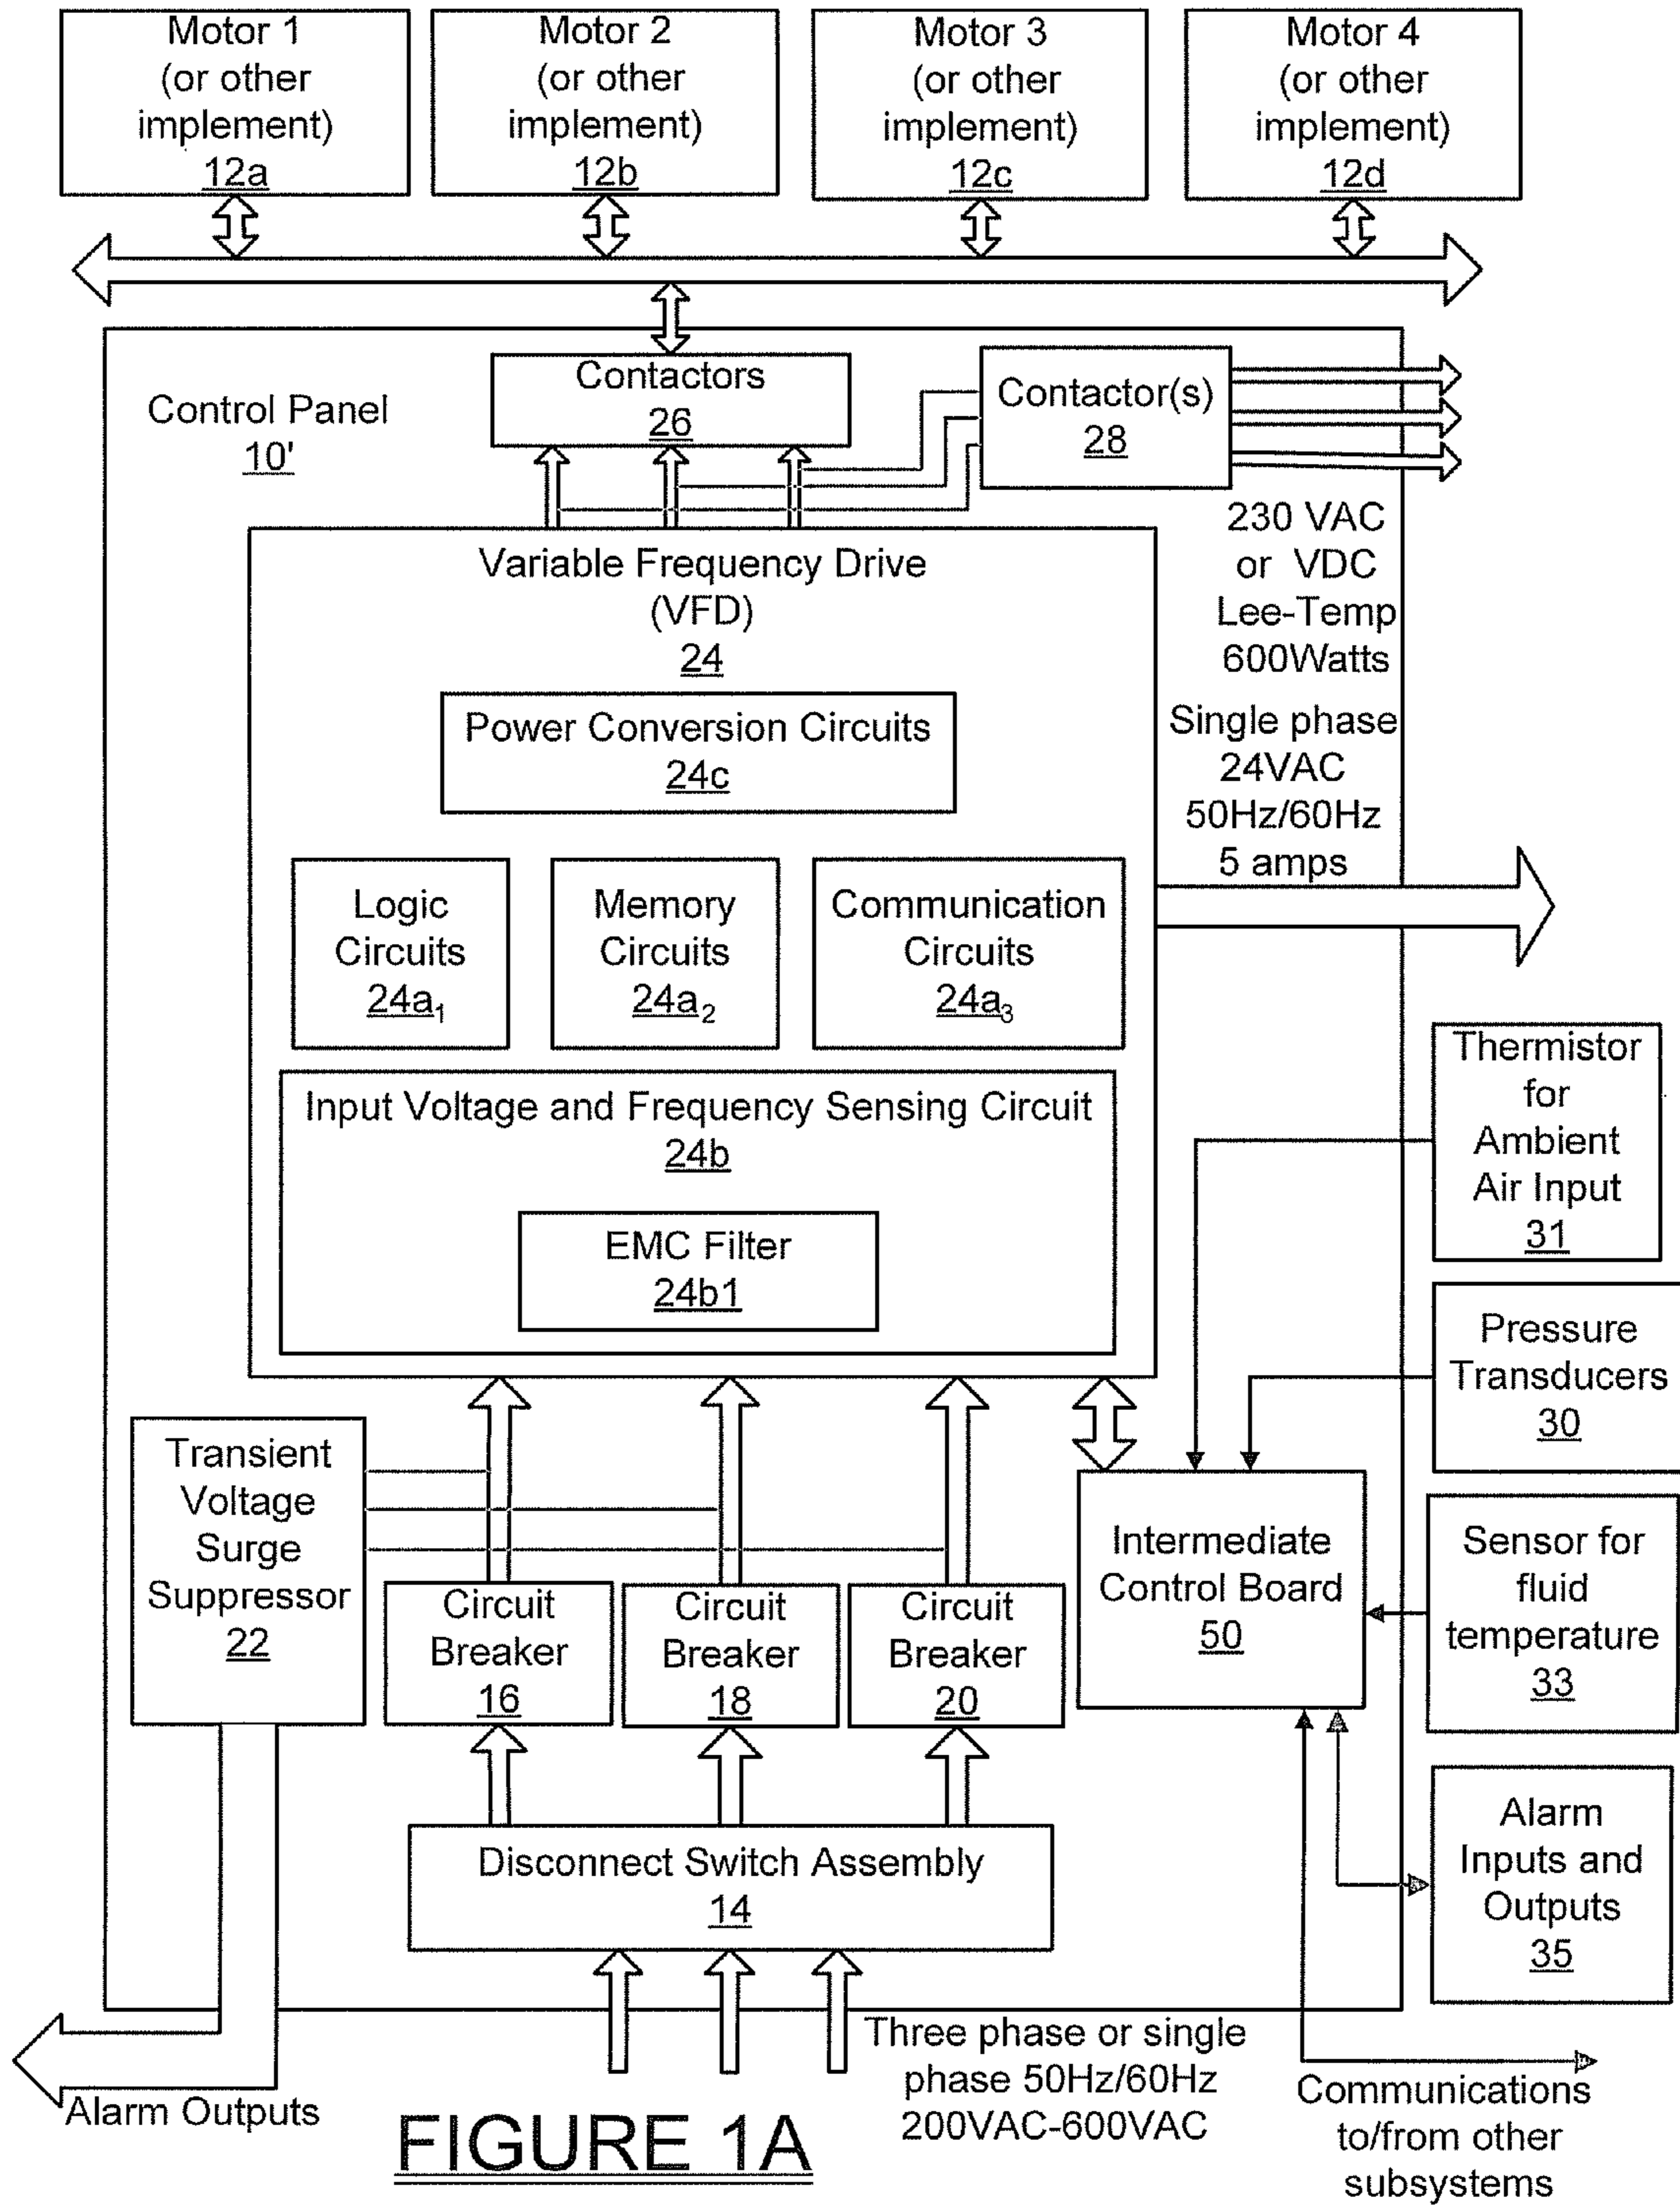 Motor 1
(or other
implement)
12a
Motor 2
(or other
implement)
12b
Motor 3
(or other
implement)
12c
Motor 4
(or other
implement)
12d
Control Panel
10'
Contactors
26
Contactor(s)
28
230 VAC
or VDC
Lee-Temp
600Watts
Variable Frequency Drive
(VFD)
24
Power Conversion Circuits
24c
Single phase
24VAC
50Hz/60Hz
5 amps
Logic
Circuits
24a1
Memory
Circuits
24a2
Communication
Circuits
24a3
Input Voltage and Frequency Sensing Circuit
24b
EMC Filter
24b1
Thermistor
for
Ambient
Air Input
31
Pressure
Transducers
30
Transient
Voltage
Surge
Suppressor
22
Circuit
Breaker
16
Circuit
Breaker
18
Circuit
Breaker
20
Intermediate
Control Board
50
Sensor for
fluid
temperature
33
Disconnect Switch Assembly
14
Alarm
Inputs and
Outputs
35
Three phase or single
phase 50Hz/60Hz
200VAC-600VAC
Alarm Outputs
Communications
to/from other
subsystems
FIGURE 1A